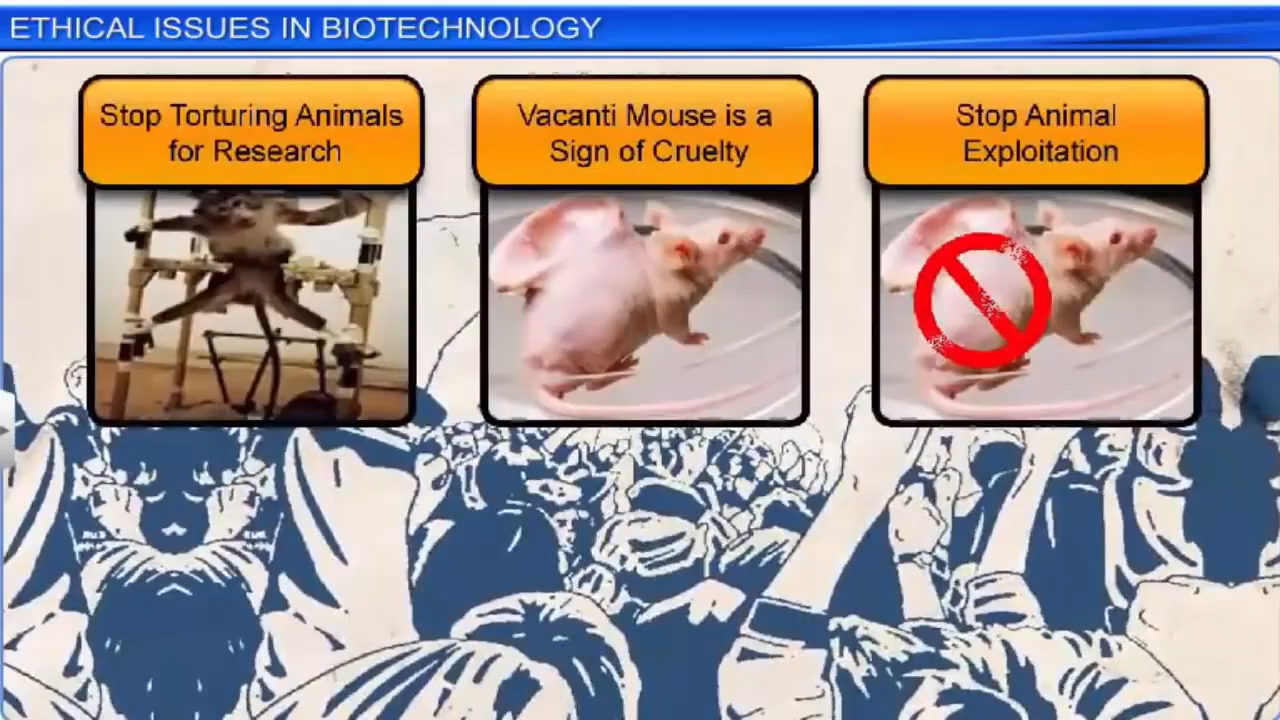 ETHICAL ISSUES IN BIOTECHNOLOGY
Stop Torturing Animals
for Research
Vacanti Mouse is a
Sign of Cruelty
Stop Animal
Exploitation